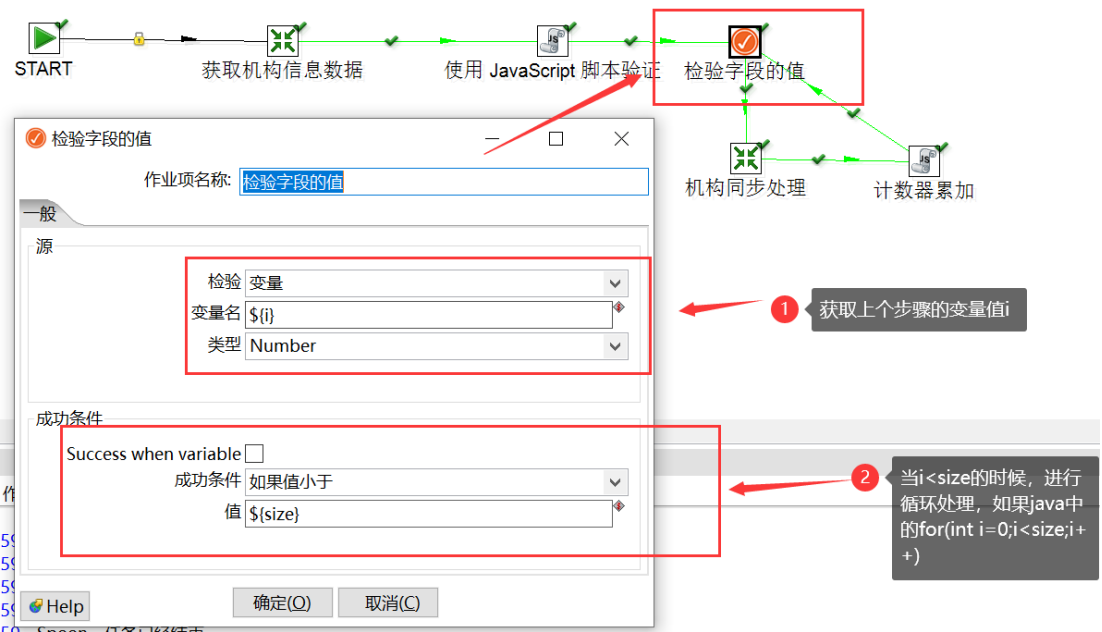 START
获取机构信息数据
使用 JavaScript 脚本验证
检验字段的值
机构同步处理
计数器累加
检验字段的值
作业项名称:
检验字段的值
一般
源
检验
变量
变量名
${i}
类型
Number
1
获取上个步骤的变量值i
成功条件
Success when variable
成功条件
如果值小于
值
${size}
2
当i<size的时候，进行
循环处理，如果java中
的for(int i=0;i<size;i+
+)
Help
确定(O)
取消(C)